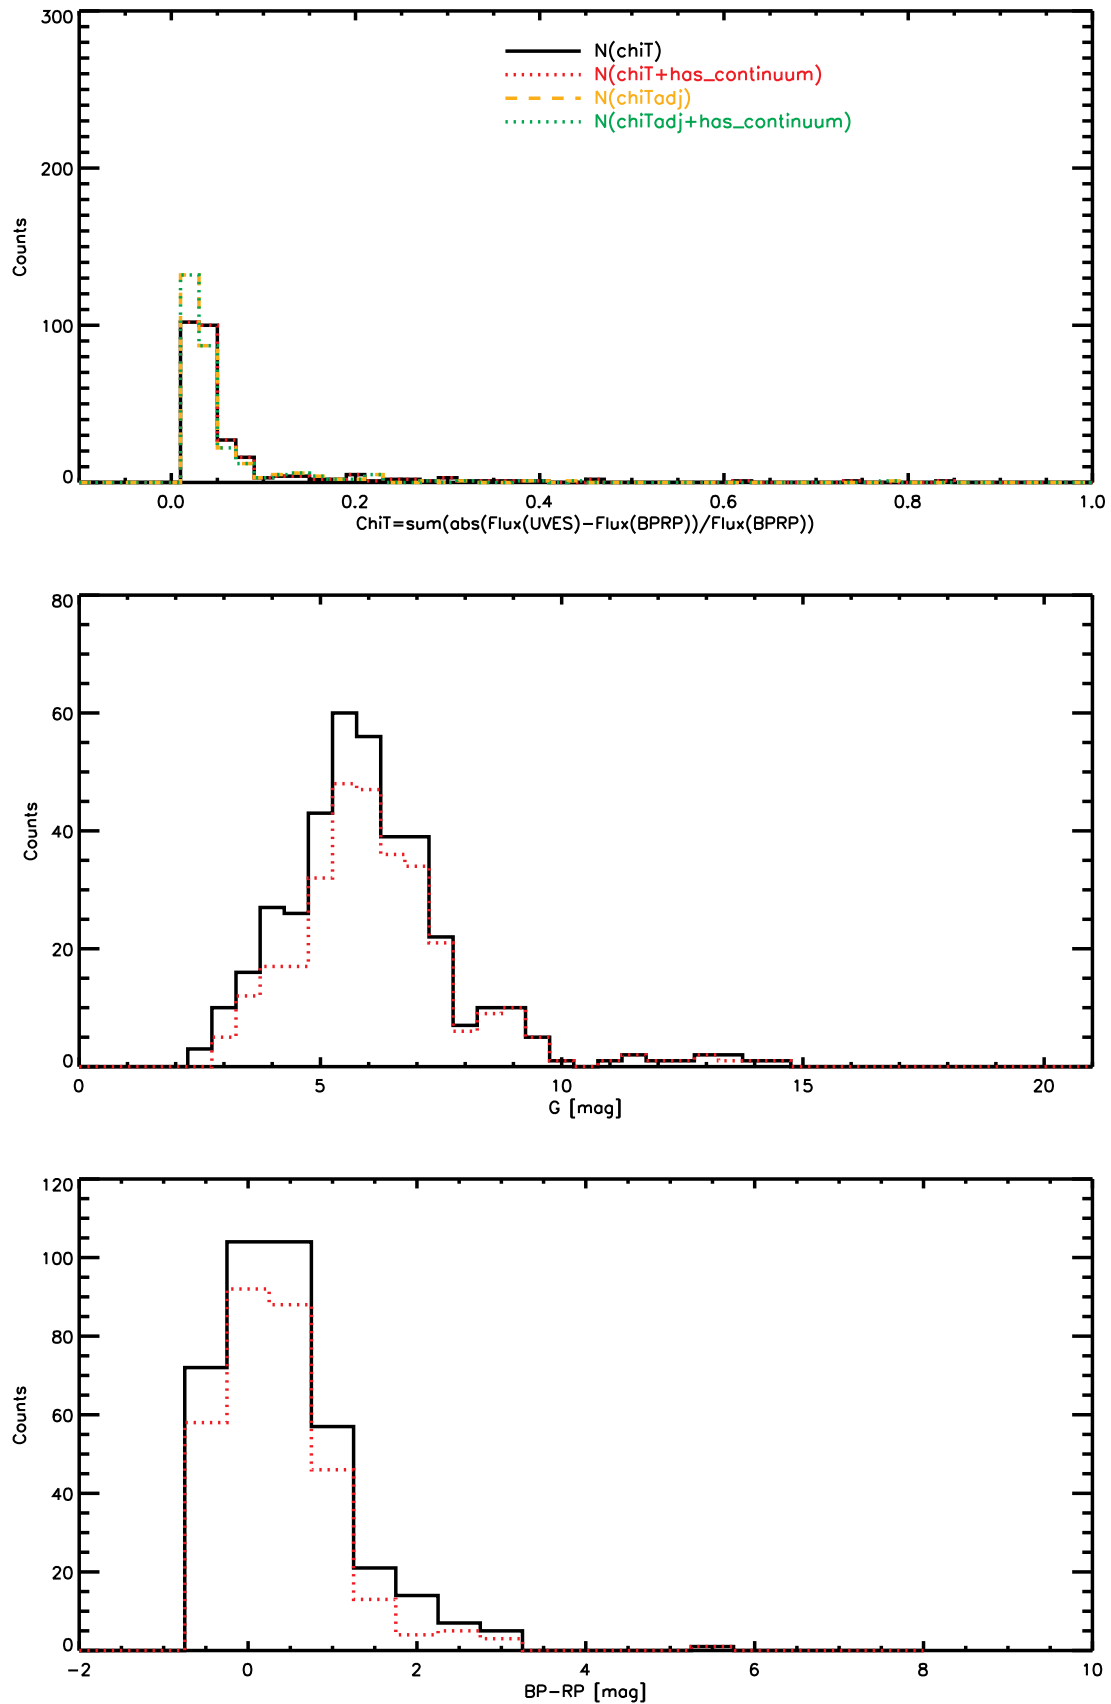 300
200
100
0
Counts
N(chiT)
N(chiT+has_continuum)
N(chiTadj)
N(chiTadj+has_continuum)
0.0 0.2 0.4 0.6 0.8 1.0
ChiT=sum(abs(Flux(UVES)-Flux(BPRP))/Flux(BPRP))
80
60
40
20
0
Counts
0 5 10 15 20
G [mag]
120
100
80
60
40
20
0
Counts
-2 0 2 4 6 8 10
BP-RP [mag]